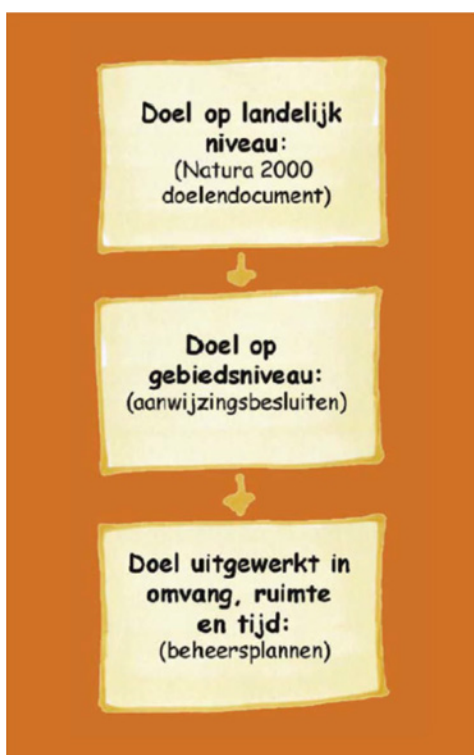 Doel op landelijk
niveau:
(Natura 2000
doelendocument)
Doel op
gebiedsniveau:
(aanwijzingsbesluiten)
Doel uitgewerkt in
omvang, ruimte
en tijd:
(beheersplannen)